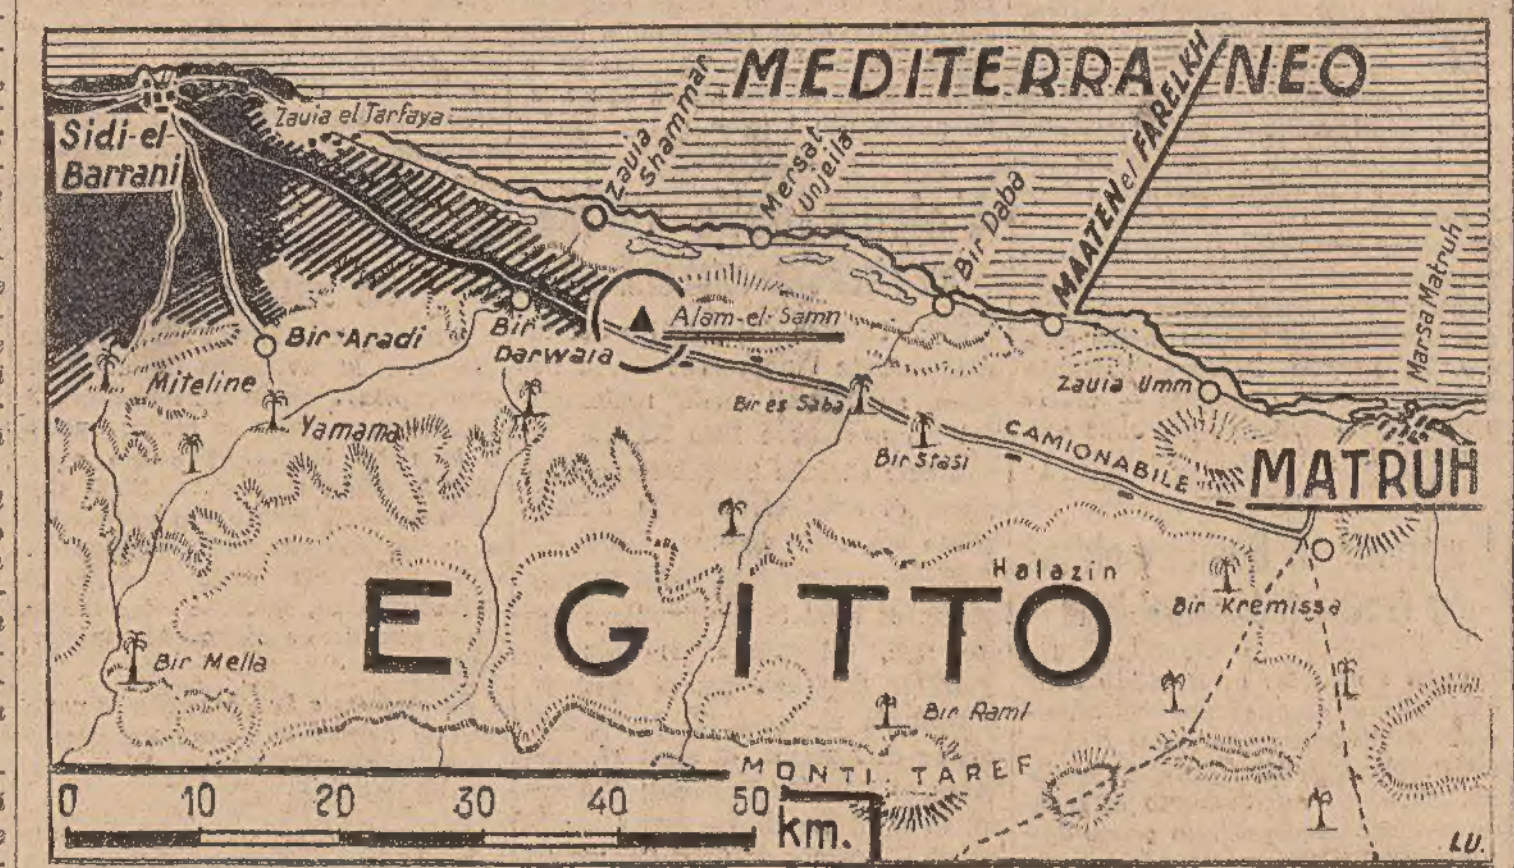 MEDITERRANEO
Sidi-el-
Barrani
Zauia el Tarfaya
Zauia
Shammar
Mersat
Unjeila
Bir Daba
MAATEN el FARELKH
Marsa Matruh
Bir Aradi
Bir
Darwaia
Alam-el-Samn
Miteline
Yamama
Bir es Saba
Bir Stasi
CAMIONABILE
Zauia Umm
MATRUH
EGITTO
Halazin
Bir Kremissa
Bir Mella
Bir Raml
MONTI TAREF
0 10 20 30 40 50
km.
LU.